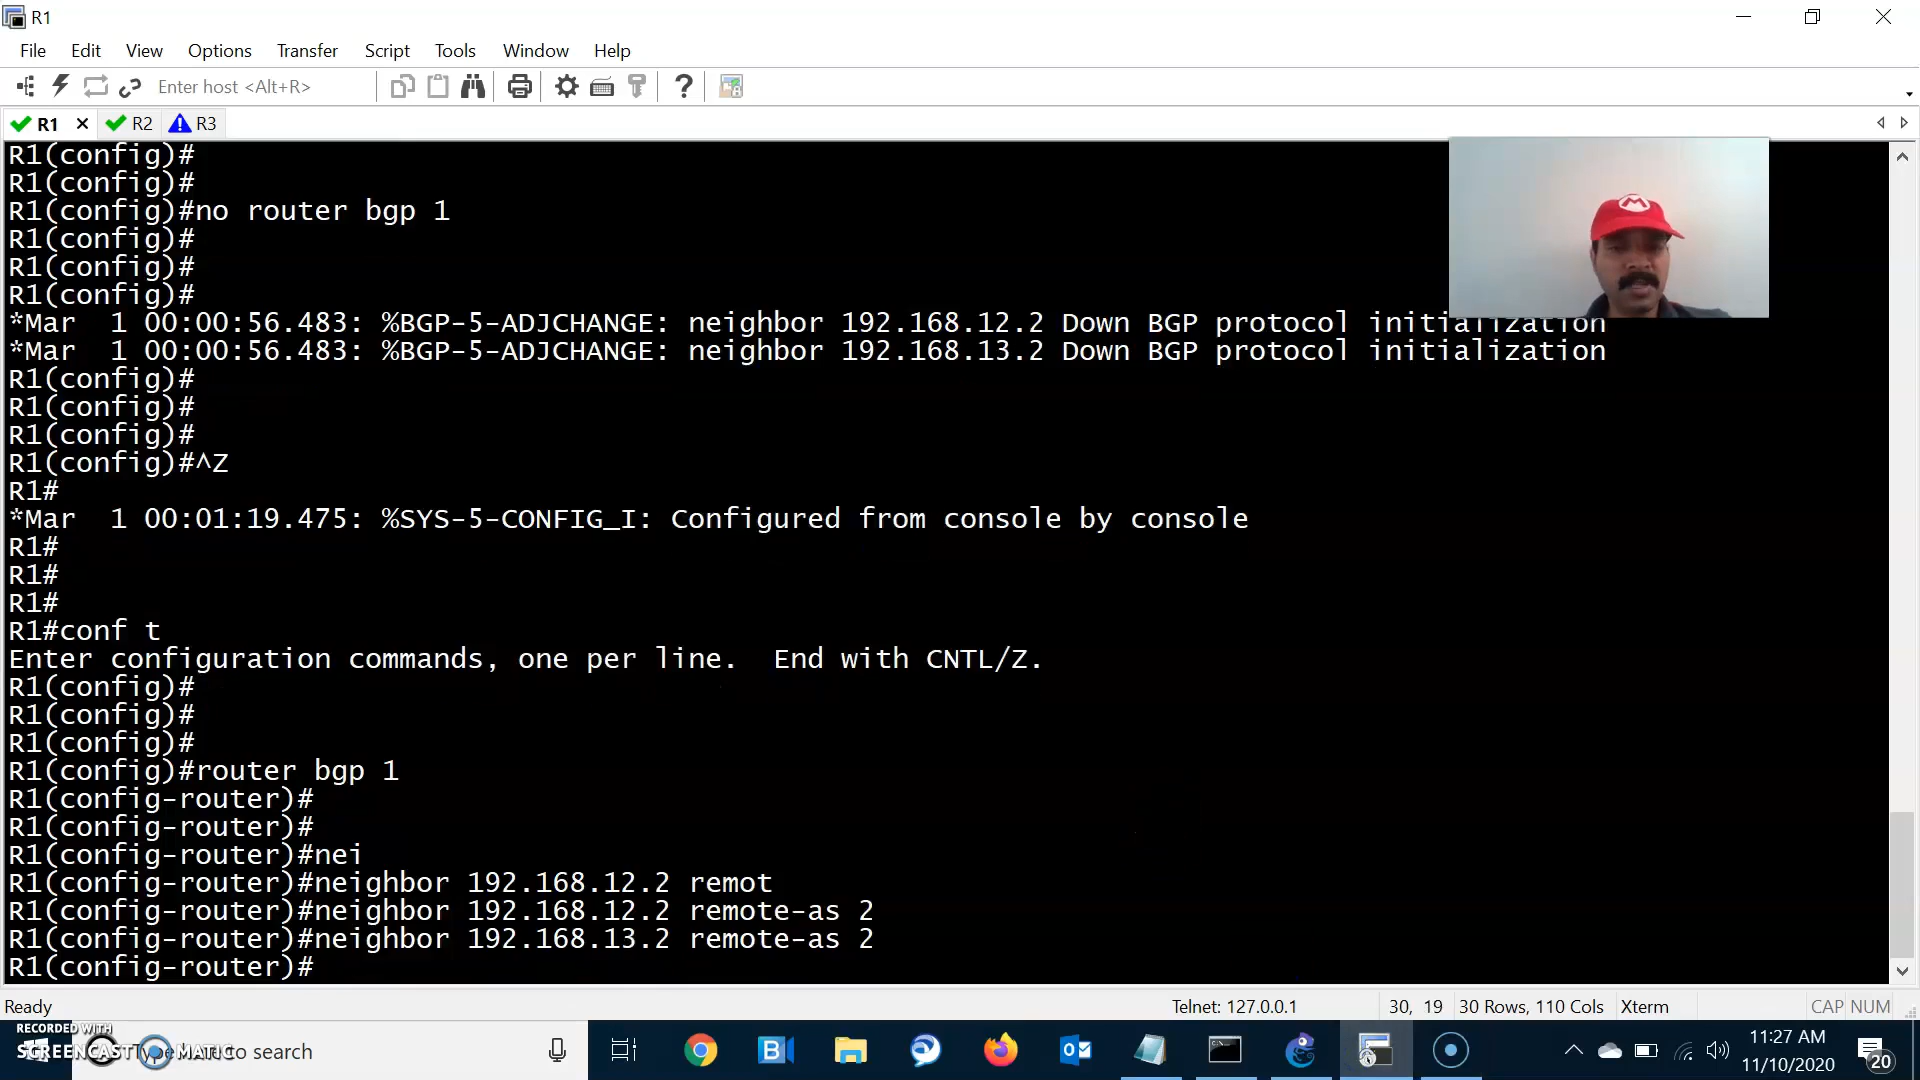 R1
File Edit View Options Transfer Script Tools Window Help
Enter host <Alt+R>
R1 R2 R3
R1(config)#
R1(config)#
R1(config)#no router bgp 1
R1(config)#
R1(config)#
R1(config)#
*Mar  1 00:00:56.483: %BGP-5-ADJCHANGE: neighbor 192.168.12.2 Down BGP protocol initialization
*Mar  1 00:00:56.483: %BGP-5-ADJCHANGE: neighbor 192.168.13.2 Down BGP protocol initialization
R1(config)#
R1(config)#
R1(config)#
R1(config)#^Z
R1#
*Mar  1 00:01:19.475: %SYS-5-CONFIG_I: Configured from console by console
R1#
R1#
R1#
R1#conf t
Enter configuration commands, one per line.  End with CNTL/Z.
R1(config)#
R1(config)#
R1(config)#
R1(config)#router bgp 1
R1(config-router)#
R1(config-router)#
R1(config-router)#nei
R1(config-router)#neighbor 192.168.12.2 remot
R1(config-router)#neighbor 192.168.12.2 remote-as 2
R1(config-router)#neighbor 192.168.13.2 remote-as 2
R1(config-router)#
Ready Telnet: 127.0.0.1 30, 19 30 Rows, 110 Cols Xterm CAP NUM
RECORDED WITH
SCREENCAST MATIC
to search
11:27 AM
11/10/2020
20